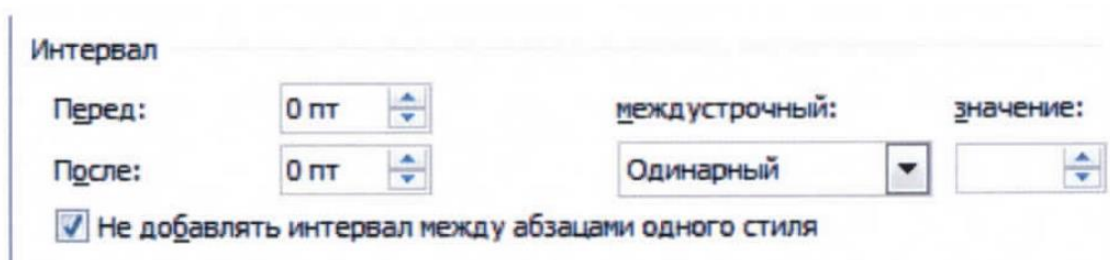 Интервал
Перед: 0 пт междустрочный: значение:
После: 0 пт Одинарный
Не добавлять интервал между абзацами одного стиля